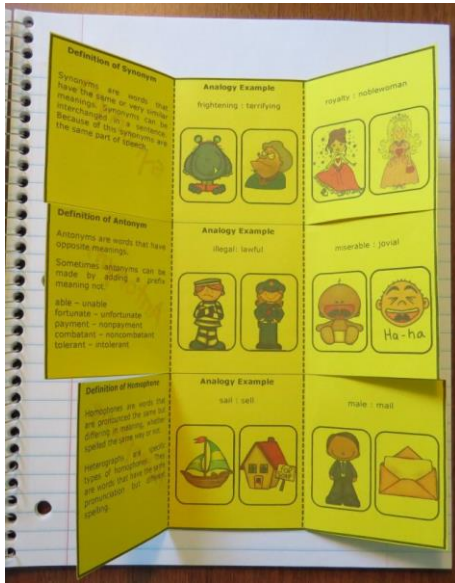 Definition of Synonym
Synonyms are words that
have the same or very similar
meanings. Synonyms can be
interchanged in a sentence.
Because of this synonyms are
the same part of speech.
Analogy Example
frightening : terrifying
royalty : noblewoman
Definition of Antonym
Antonyms are words that have
opposite meanings.
Sometimes antonyms can be
made by adding a prefix
meaning not.
able – unable
fortunate – unfortunate
payment – nonpayment
combatant – noncombatant
tolerant – intolerant
Analogy Example
illegal: lawful
miserable : jovial
Ha-ha
Definition of Homophone
Homophones are words that
are pronounced the same but
differing in meaning, whether
spelled the same way or not.
Heterographs are specific
types of homophones. They
are words that have the same
pronunciation but different
spelling.
Analogy Example
sail : sell
FOR
male : mail